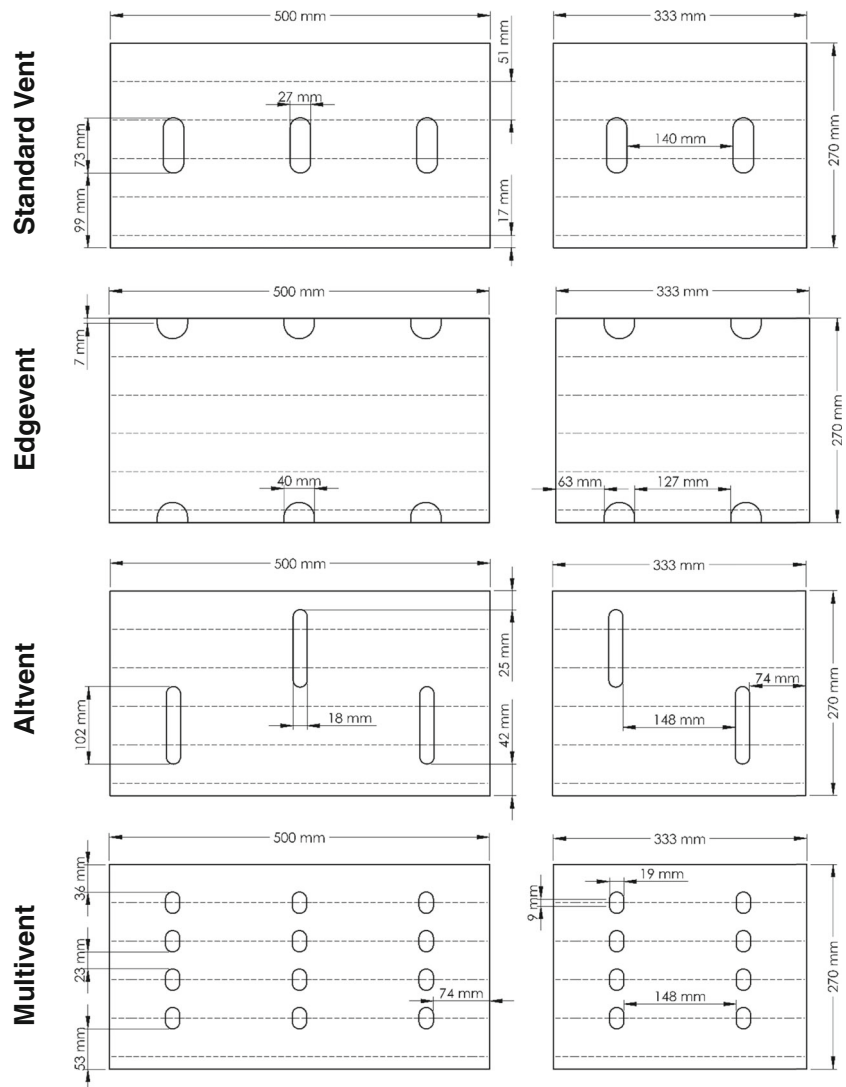 Standard Vent
500 mm
333 mm
51 mm
27 mm
73 mm
140 mm
270 mm
99 mm
17 mm
Edgevent
500 mm
333 mm
7 mm
270 mm
40 mm
63 mm
127 mm
Altvent
500 mm
333 mm
25 mm
74 mm
102 mm
18 mm
148 mm
42 mm
270 mm
Multivent
500 mm
333 mm
36 mm
19 mm
9 mm
23 mm
270 mm
74 mm
148 mm
53 mm